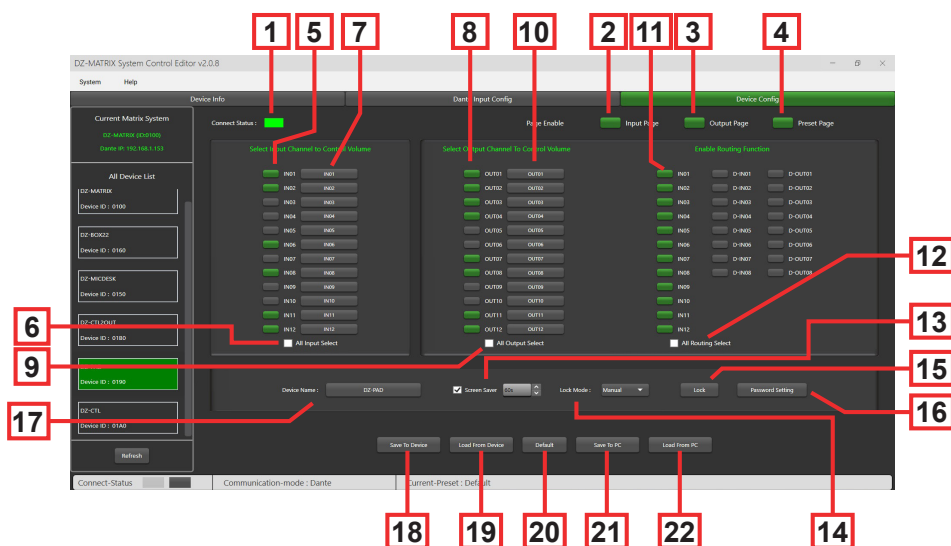 1 5 7 8 10 2 11 3 4
DZ-MATRIX System Control Editor v2.0.8
System Help
Device Info Dante Input Config Device Config
Current Matrix System
DZ-MATRIX (ID:0100)
Dante IP: 192.168.1.153
Connect Status : Page Enable Input Page Output Page Preset Page
Select Input Channel to Control Volume Select Output Channel To Control Volume Enable Routing Function
All Device List
DZ-MATRIX
Device ID : 0100
DZ-BOX22
Device ID : 0160
DZ-MICDESK
Device ID : 0150
DZ-CTL2OUT
Device ID : 0180
Device ID : 0190
DZ-CTL
Device ID : 01A0
Refresh
IN01 IN01 OUT01 OUT01 IN01 D-IN01 D-OUT01
IN02 IN02 OUT02 OUT02 IN02 D-IN02 D-OUT02
IN03 IN03 OUT03 OUT03 IN03 D-IN03 D-OUT03
IN04 IN04 OUT04 OUT04 IN04 D-IN04 D-OUT04
IN05 IN05 OUT05 OUT05 IN05 D-IN05 D-OUT05
IN06 IN06 OUT06 OUT06 IN06 D-IN06 D-OUT06
IN07 IN07 OUT07 OUT07 IN07 D-IN07 D-OUT07
IN08 IN08 OUT08 OUT08 IN08 D-IN08 D-OUT08
IN09 IN09 OUT09 OUT09 IN09
IN10 IN10 OUT10 OUT10 IN10
IN11 IN11 OUT11 OUT11 IN11
IN12 IN12 OUT12 OUT12 IN12
All Input Select All Output Select All Routing Select
12
13
6
9
15
16
17
Device Name : DZ-PAD Screen Saver 60s Lock Mode : Manual Lock Password Setting
Save To Device Load From Device Default Save To PC Load From PC
Connect-Status Communication-mode : Dante Current-Preset : Default
18 19 20 21 22 14